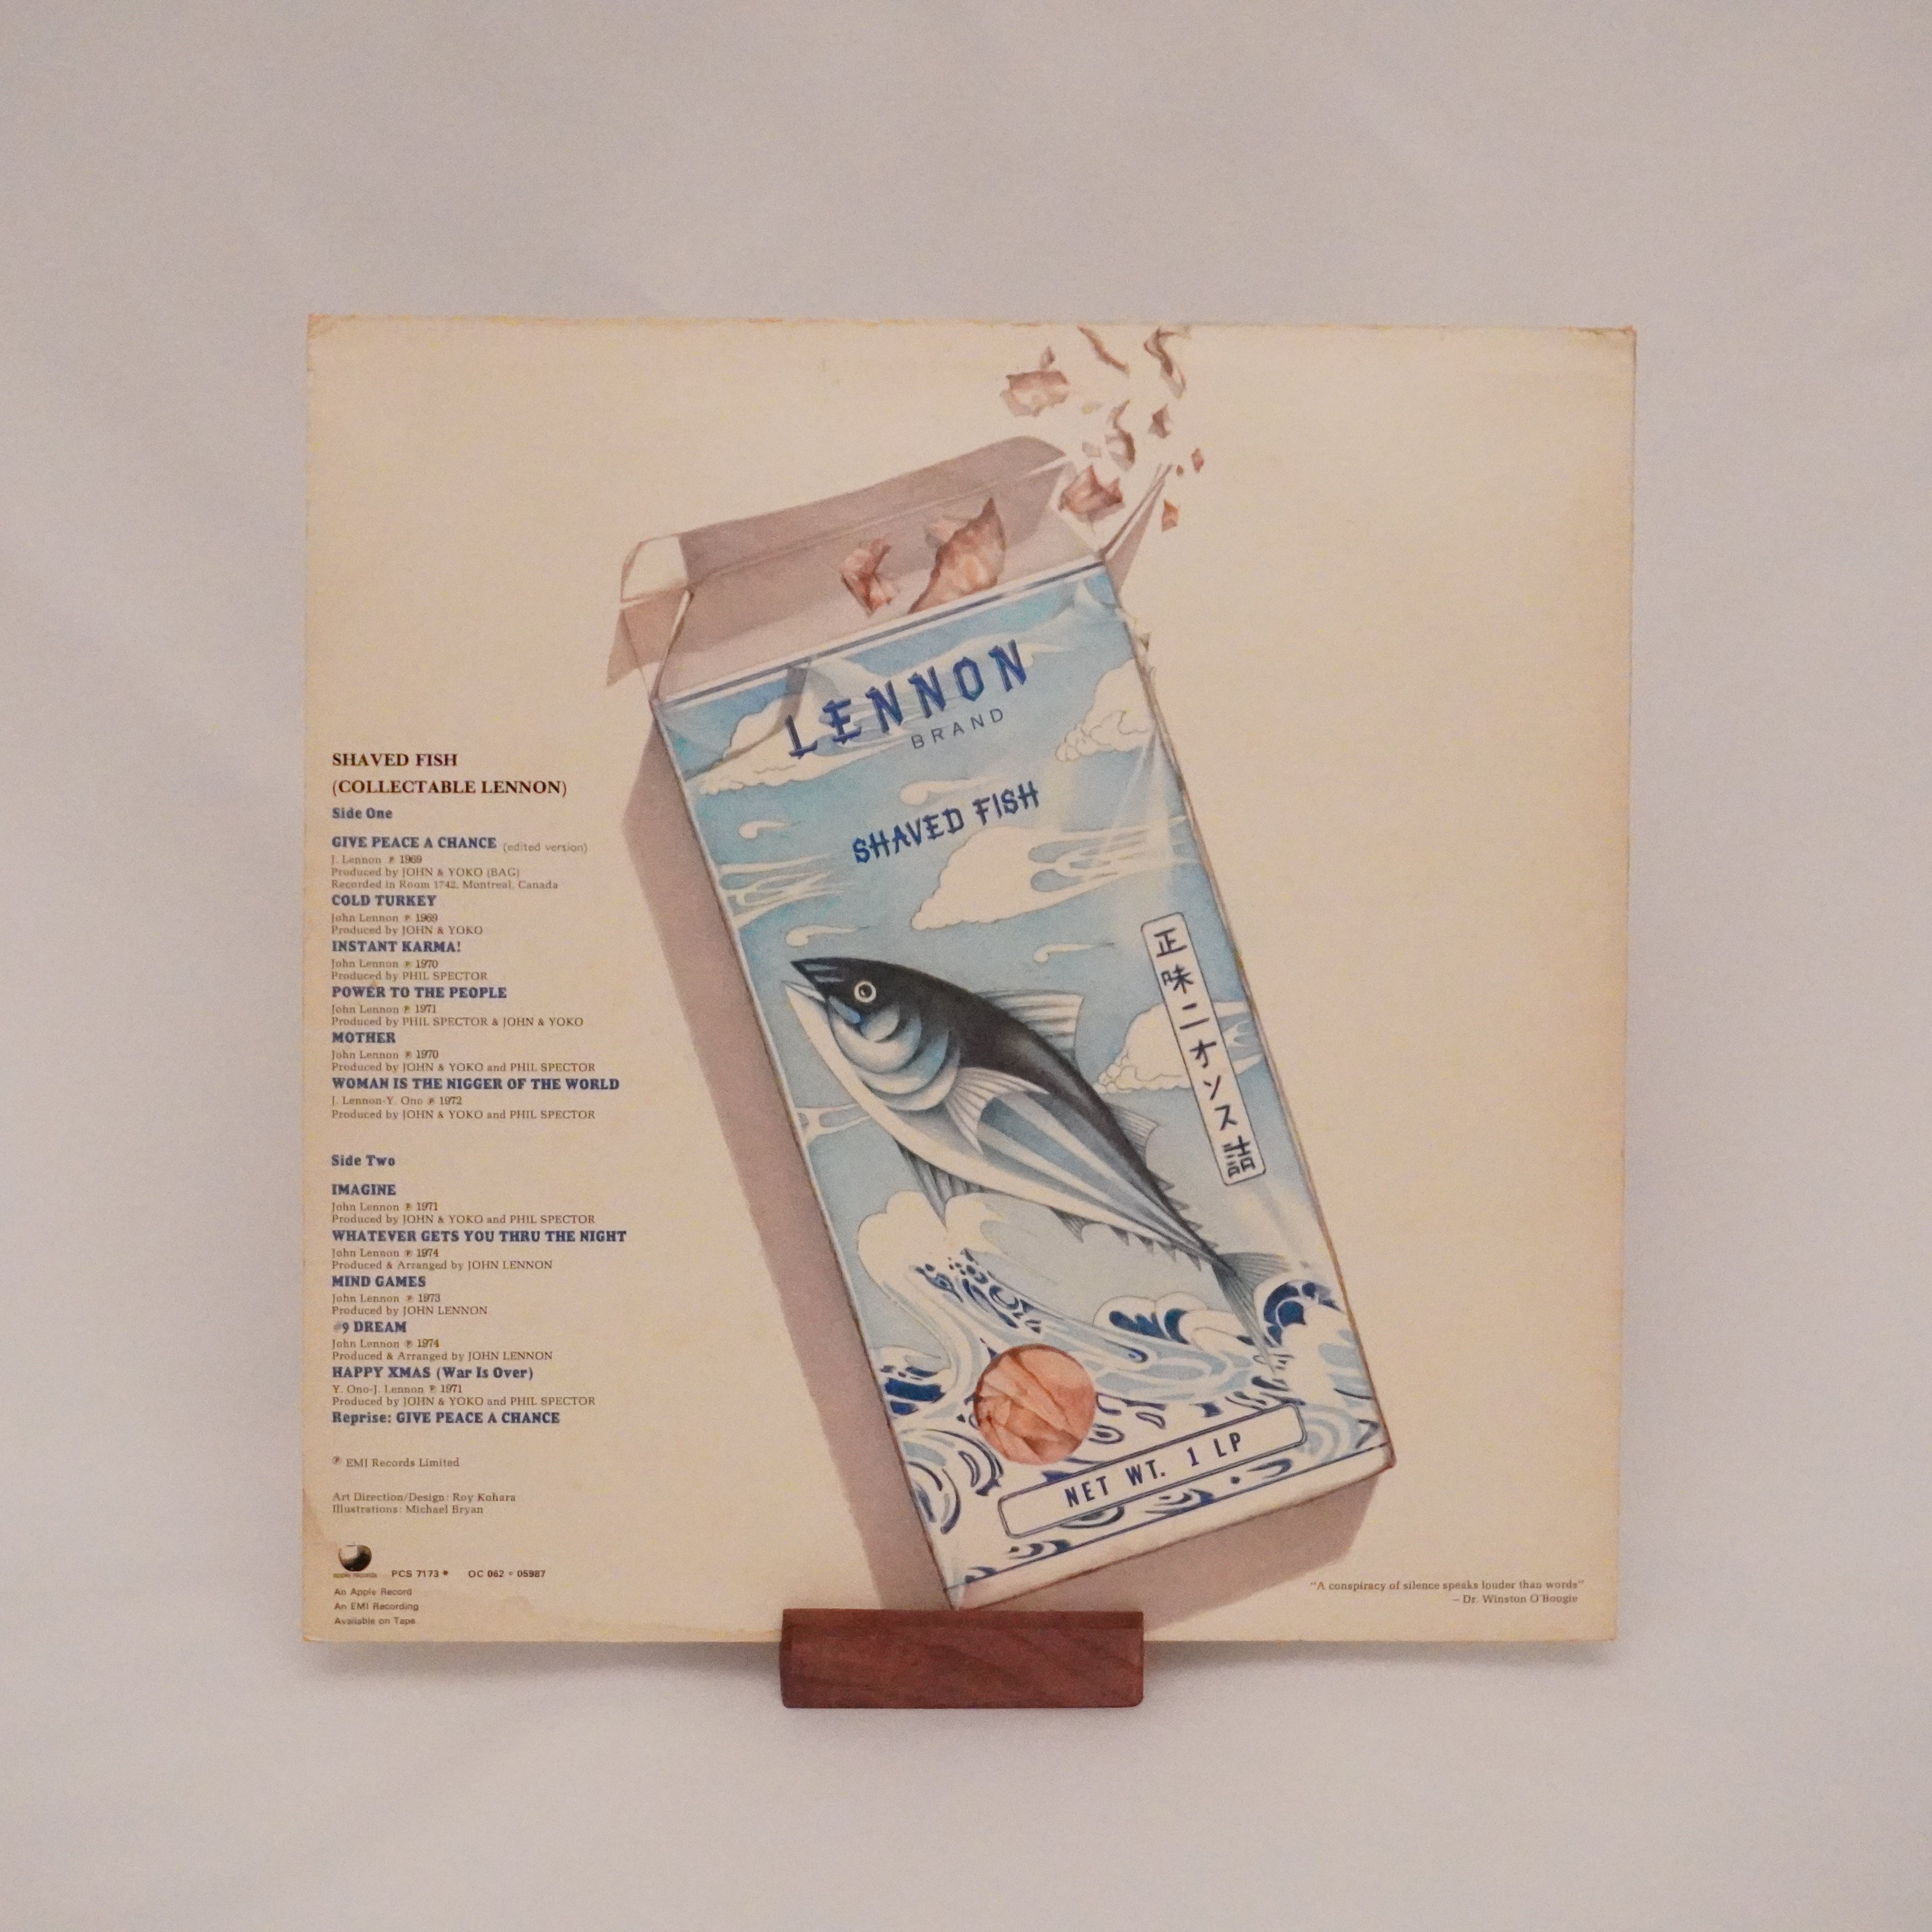 SHAVED FISH
(COLLECTABLE LENNON)
Side One
GIVE PEACE A CHANCE (edited version)
J. Lennon ℗ 1969
Produced by JOHN & YOKO (BAG)
Recorded in Room 1742, Montreal, Canada
COLD TURKEY
John Lennon ℗ 1969
Produced by JOHN & YOKO
INSTANT KARMA!
John Lennon ℗ 1970
Produced by PHIL SPECTOR
POWER TO THE PEOPLE
John Lennon ℗ 1971
Produced by PHIL SPECTOR & JOHN & YOKO
MOTHER
John Lennon ℗ 1970
Produced by JOHN & YOKO and PHIL SPECTOR
WOMAN IS THE NIGGER OF THE WORLD
J. Lennon-Y. Ono ℗ 1972
Produced by JOHN & YOKO and PHIL SPECTOR
Side Two
IMAGINE
John Lennon ℗ 1971
Produced by JOHN & YOKO and PHIL SPECTOR
WHATEVER GETS YOU THRU THE NIGHT
John Lennon ℗ 1974
Produced & Arranged by JOHN LENNON
MIND GAMES
John Lennon ℗ 1973
Produced by JOHN LENNON
#9 DREAM
John Lennon ℗ 1974
Produced & Arranged by JOHN LENNON
HAPPY XMAS (War Is Over)
Y. Ono-J. Lennon ℗ 1971
Produced by JOHN & YOKO and PHIL SPECTOR
Reprise: GIVE PEACE A CHANCE
℗ EMI Records Limited
Art Direction/Design: Roy Kohara
Illustrations: Michael Bryan
apple records
PCS 7173 * OC 062 ◦ 05987
An Apple Record
An EMI Recording
Available on Tape
LENNON
BRAND
SHAVED FISH
正味二オンス詰
NET WT. 1 LP
"A conspiracy of silence speaks louder than words"
– Dr. Winston O'Boogie